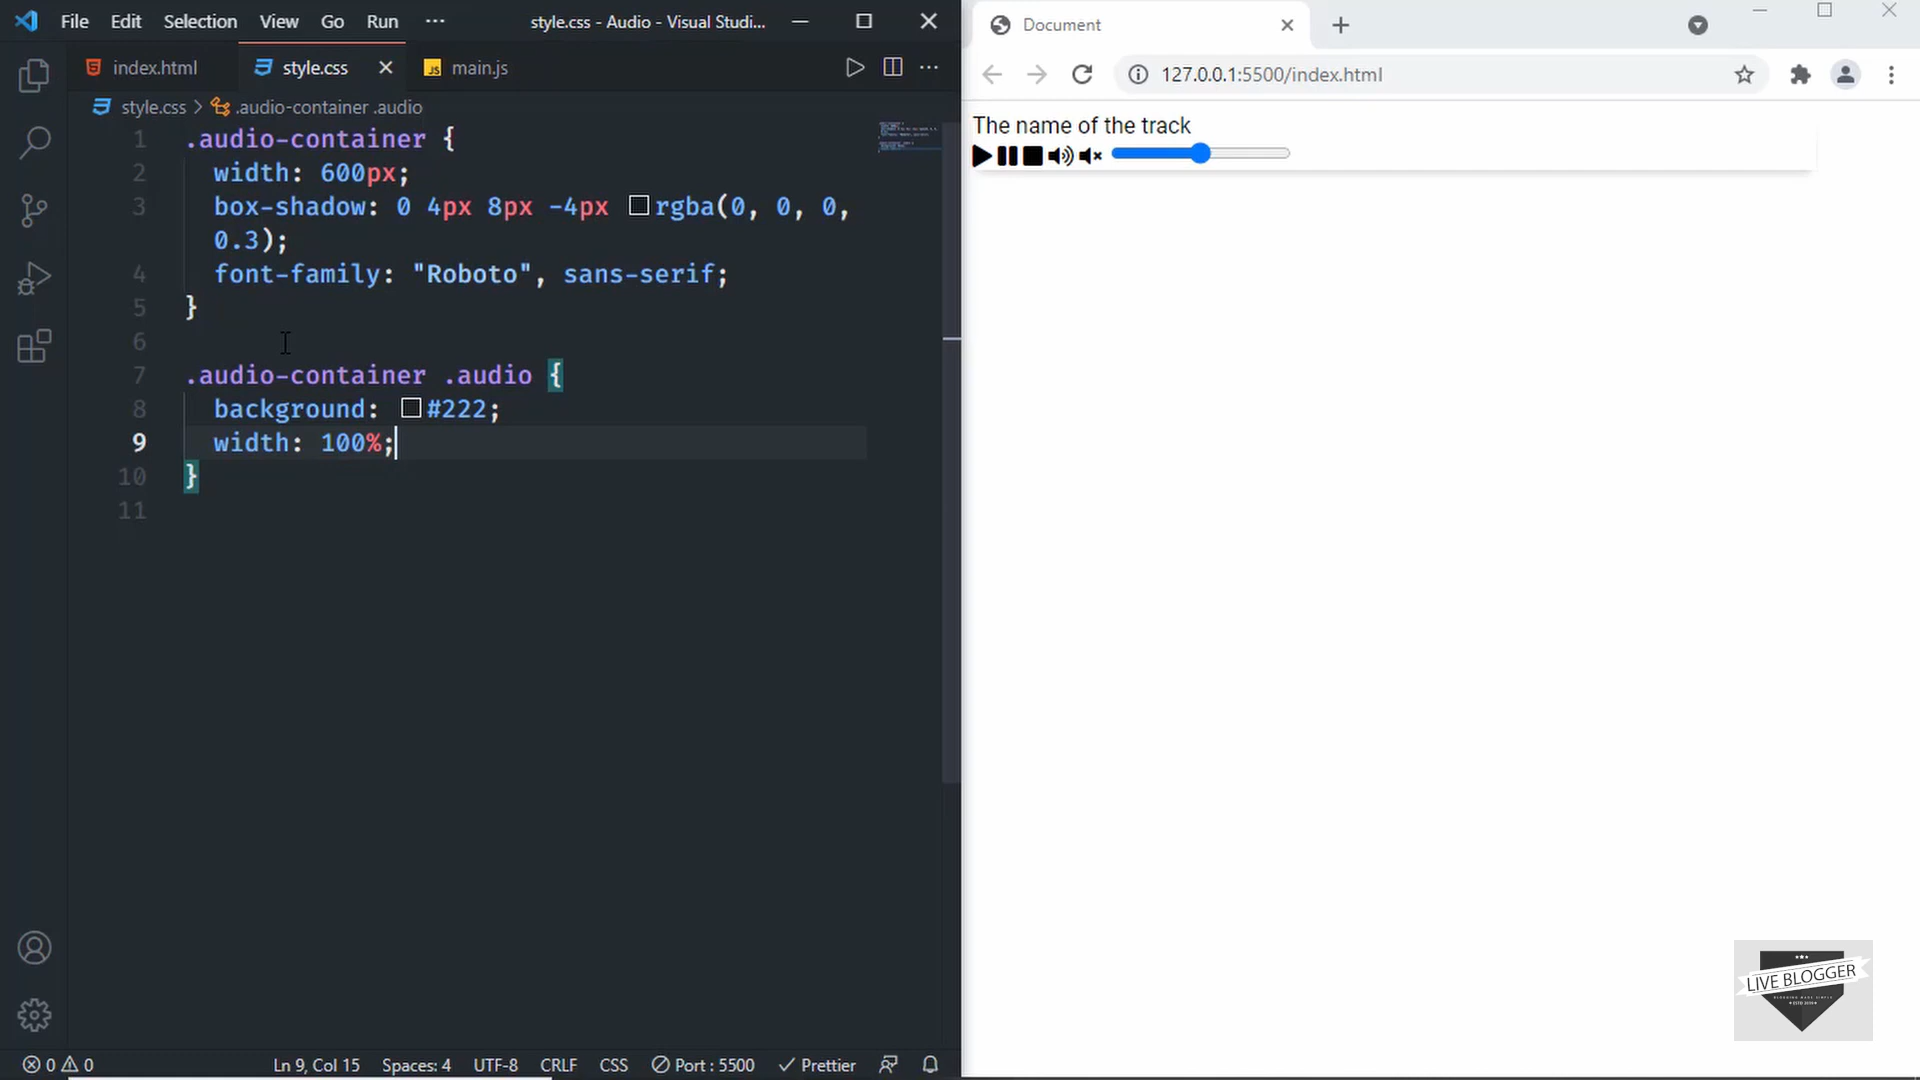 File Edit Selection View Go Run ··· style.css - Audio - Visual Studi...
index.html style.css main.js
style.css > .audio-container .audio
1 .audio-container {
2 width: 600px;
3 box-shadow: 0 4px 8px -4px rgba(0, 0, 0,
0.3);
4 font-family: "Roboto", sans-serif;
5 }
6
7 .audio-container .audio {
8 background: #222;
9 width: 100%;
10 }
11
0 0 Ln 9, Col 15 Spaces: 4 UTF-8 CRLF CSS Port : 5500 Prettier
Document
127.0.0.1:5500/index.html
The name of the track
LIVE BLOGGER